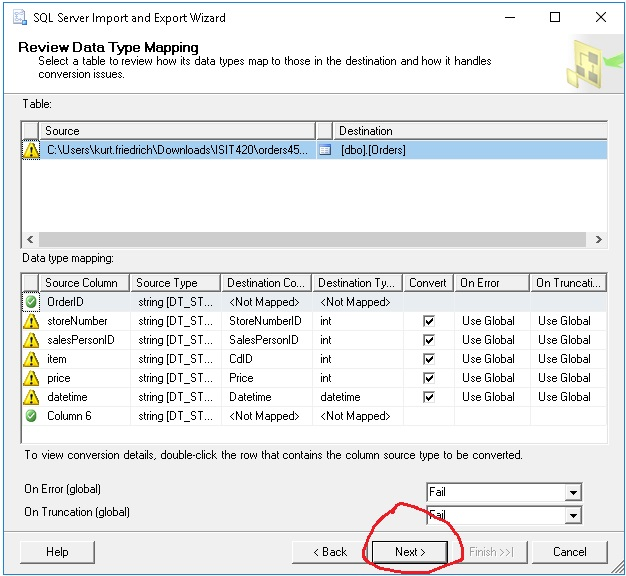 SQL Server Import and Export Wizard
Review Data Type Mapping
Select a table to review how its data types map to those in the destination and how it handles
conversion issues.
Table:
Source Destination
C:\Users\kurt.friedrich\Downloads\ISIT420\orders45... [dbo].[Orders]
Data type mapping:
Source Column Source Type Destination Co... Destination Ty... Convert On Error On Truncati...
OrderID string [DT_ST... <Not Mapped> <Not Mapped>
storeNumber string [DT_ST... StoreNumberID int Use Global Use Global
salesPersonID string [DT_ST... SalesPersonID int Use Global Use Global
item string [DT_ST... CdID int Use Global Use Global
price string [DT_ST... Price int Use Global Use Global
datetime string [DT_ST... Datetime datetime Use Global Use Global
Column 6 string [DT_ST... <Not Mapped> <Not Mapped>
To view conversion details, double-click the row that contains the column source type to be converted.
On Error (global) Fail
On Truncation (global) Fail
Help < Back Next > Finish >>| Cancel